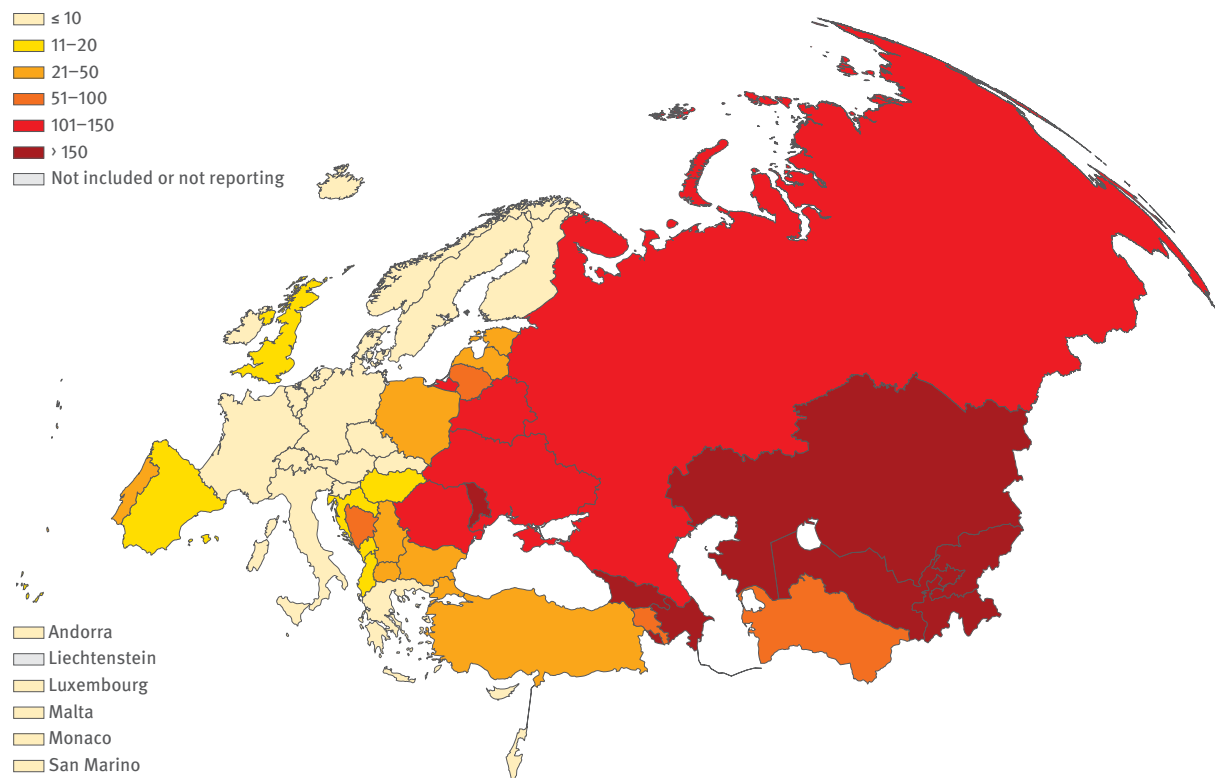 ≤ 10
11–20
21–50
51–100
101–150
› 150
Not included or not reporting
Andorra
Liechtenstein
Luxembourg
Malta
Monaco
San Marino